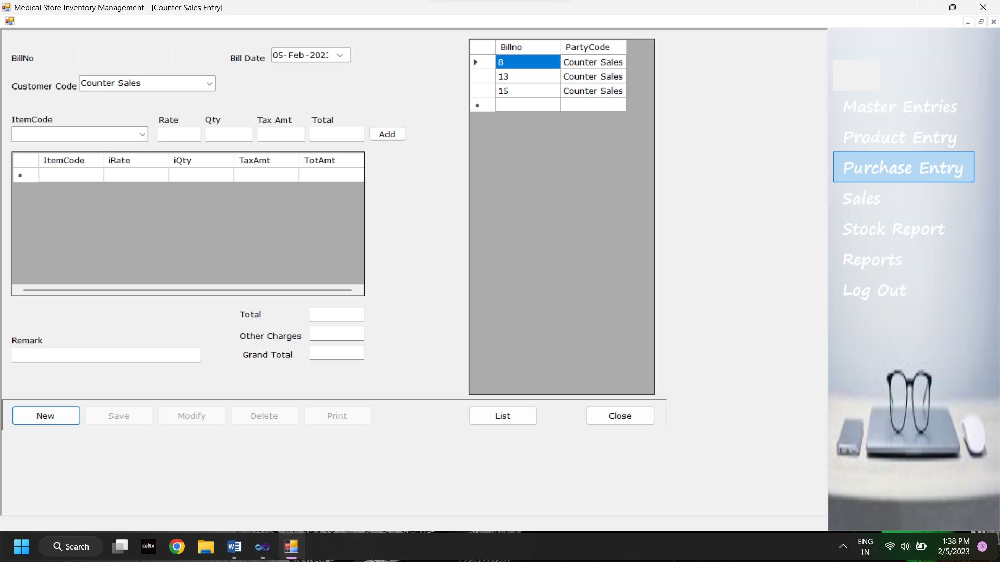 Medical Store Inventory Management - [Counter Sales Entry]
BillNo
Bill Date 05-Feb-2023
Customer Code Counter Sales
ItemCode Rate Qty Tax Amt Total
Add
ItemCode iRate iQty TaxAmt TotAmt
Total
Other Charges
Remark
Grand Total
Billno PartyCode
8 Counter Sales
13 Counter Sales
15 Counter Sales
New Save Modify Delete Print List Close
Master Entries
Product Entry
Purchase Entry
Sales
Stock Report
Reports
Log Out
Search
celtx
ENG
IN
1:38 PM
2/5/2023
3